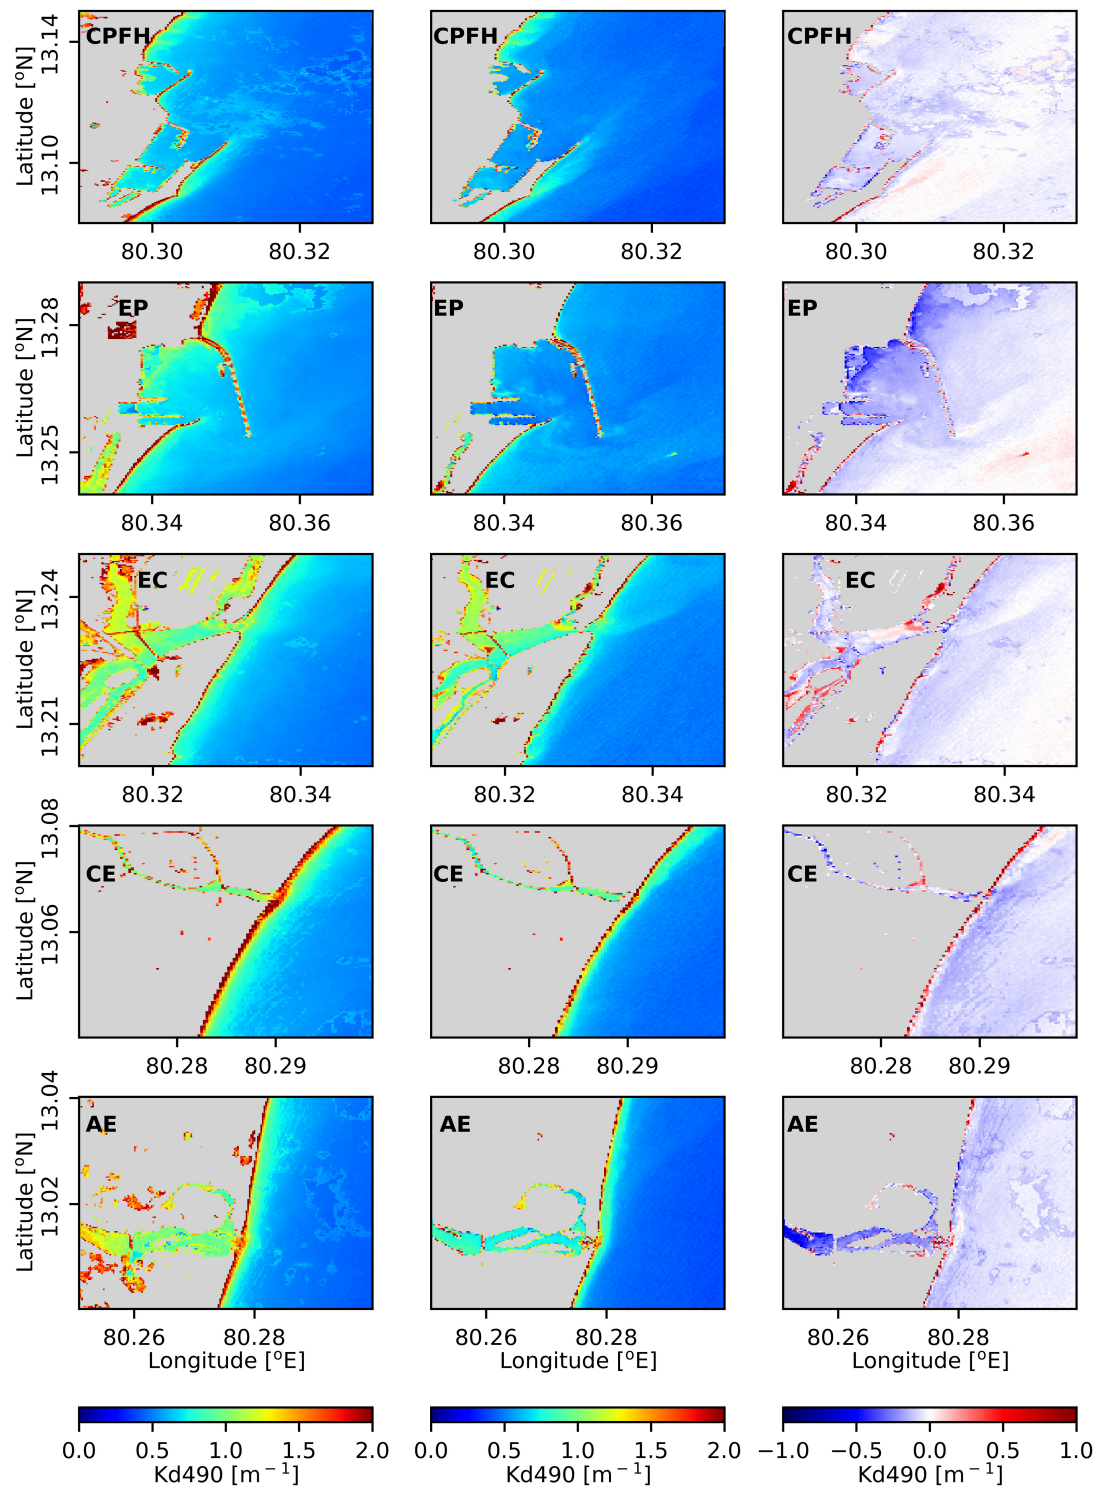 CPFH CPFH CPFH
Latitude [°N]
13.14
13.10
80.30 80.32 80.30 80.32 80.30 80.32
EP EP EP
Latitude [°N]
13.28
13.25
80.34 80.36 80.34 80.36 80.34 80.36
EC EC EC
Latitude [°N]
13.24
13.21
80.32 80.34 80.32 80.34 80.32 80.34
CE CE CE
Latitude [°N]
13.08
13.06
80.28 80.29 80.28 80.29 80.28 80.29
AE AE AE
Latitude [°N]
13.04
13.02
80.26 80.28 80.26 80.28 80.26 80.28
Longitude [°E] Longitude [°E] Longitude [°E]
0.0 0.5 1.0 1.5 2.0 0.0 0.5 1.0 1.5 2.0 −1.0 −0.5 0.0 0.5 1.0
Kd490 [m⁻¹] Kd490 [m⁻¹] Kd490 [m⁻¹]